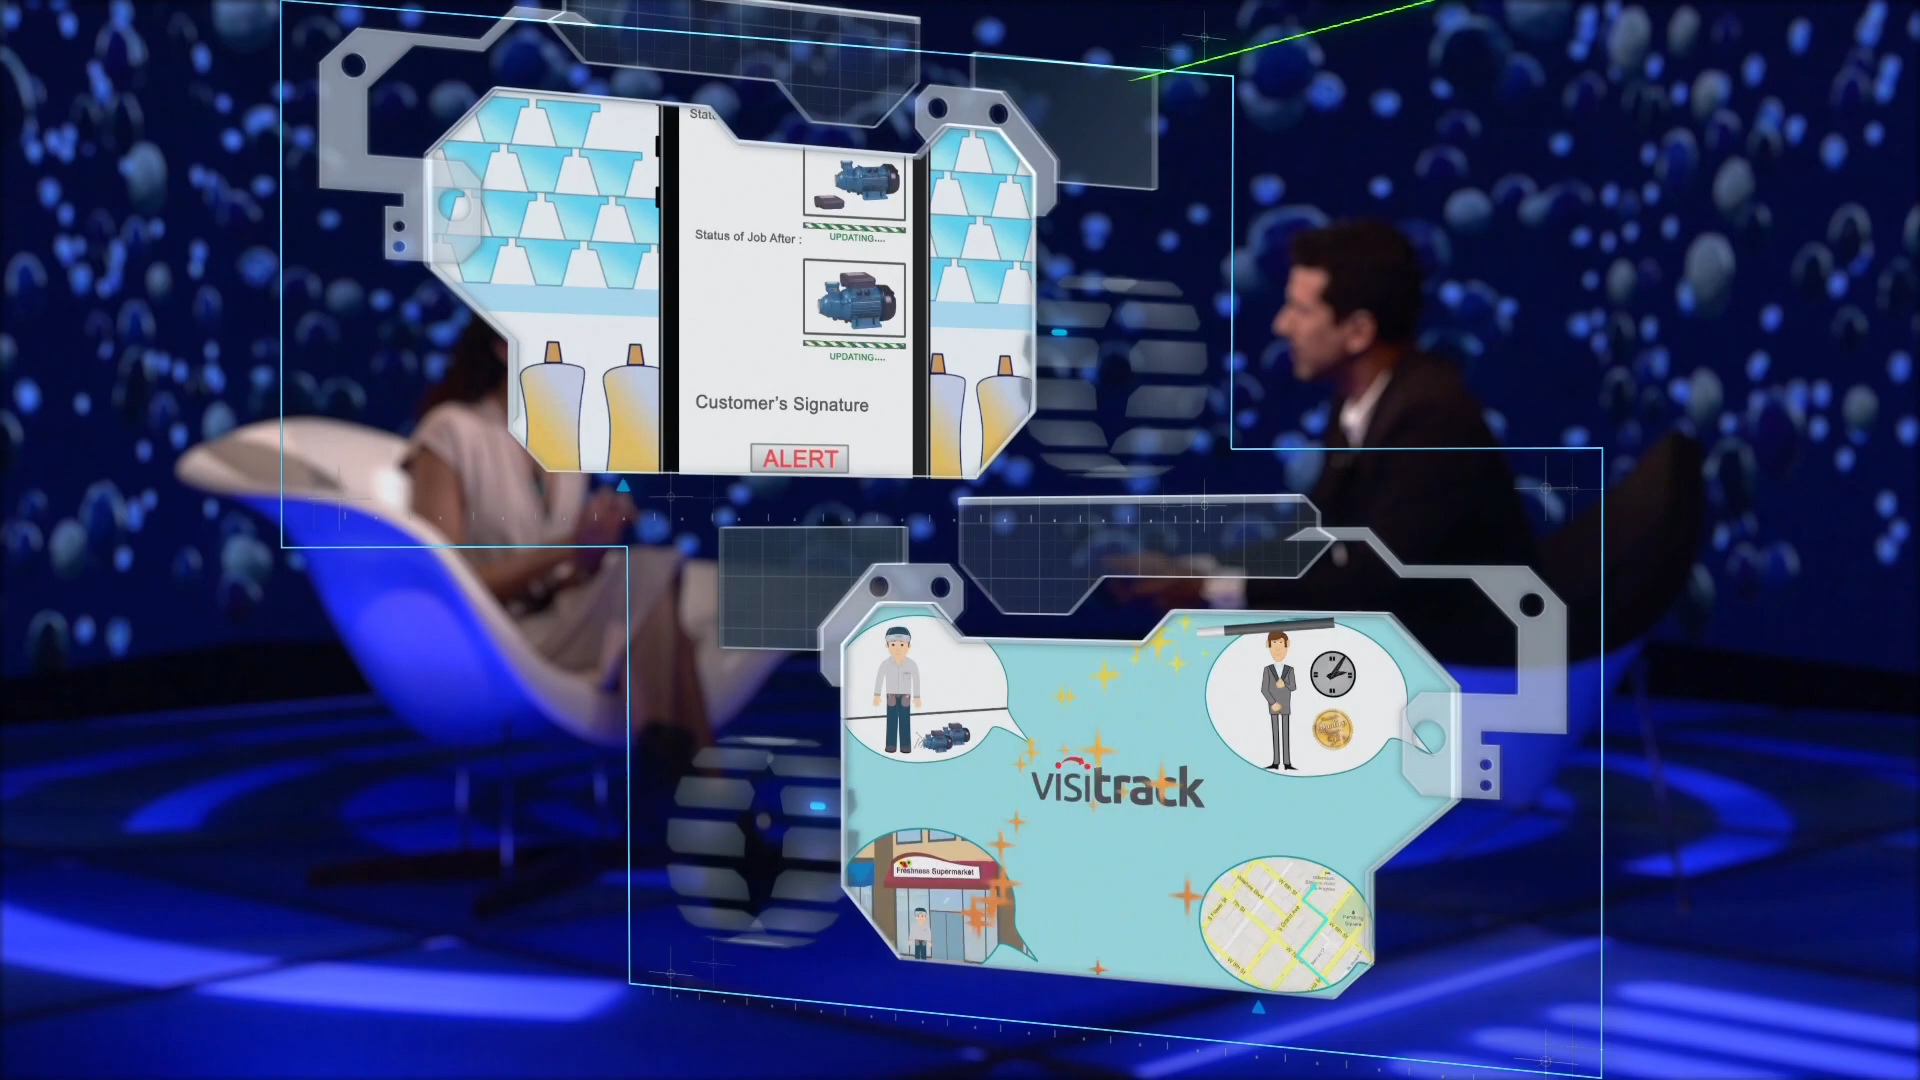 Status of Job After :
UPDATING....
UPDATING....
Customer's Signature
ALERT
visitrack
Freshness Supermarket